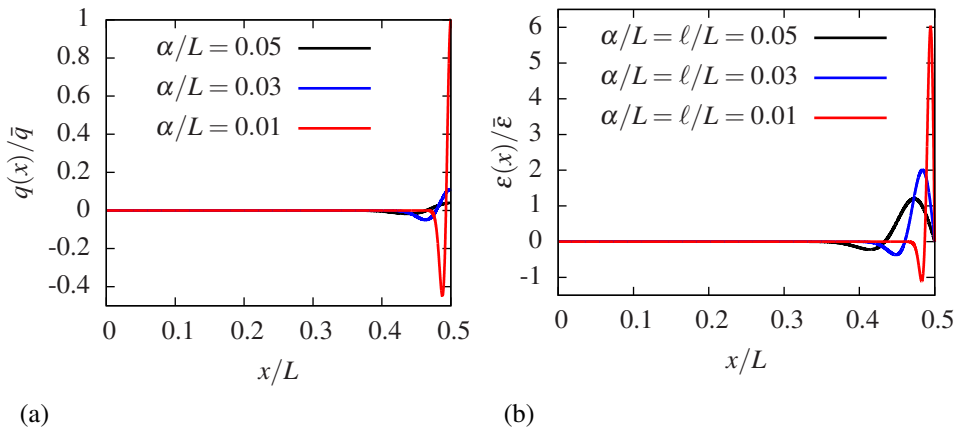 1
0.8
0.6
0.4
0.2
0
-0.2
-0.4
q(x)/q̄
α/L = 0.05
α/L = 0.03
α/L = 0.01
0 0.1 0.2 0.3 0.4 0.5
x/L
(a)
6
5
4
3
2
1
0
-1
ε(x)/ε̄
α/L = ℓ/L = 0.05
α/L = ℓ/L = 0.03
α/L = ℓ/L = 0.01
0 0.1 0.2 0.3 0.4 0.5
x/L
(b)